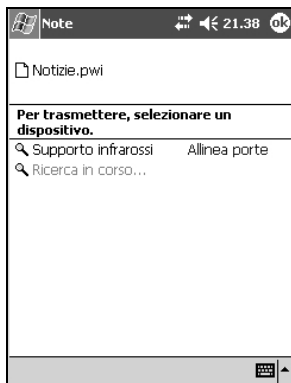 Note 21.38 ok
Notizie.pwi
Per trasmettere, selezionare un
dispositivo.
Supporto infrarossi Allinea porte
Ricerca in corso...